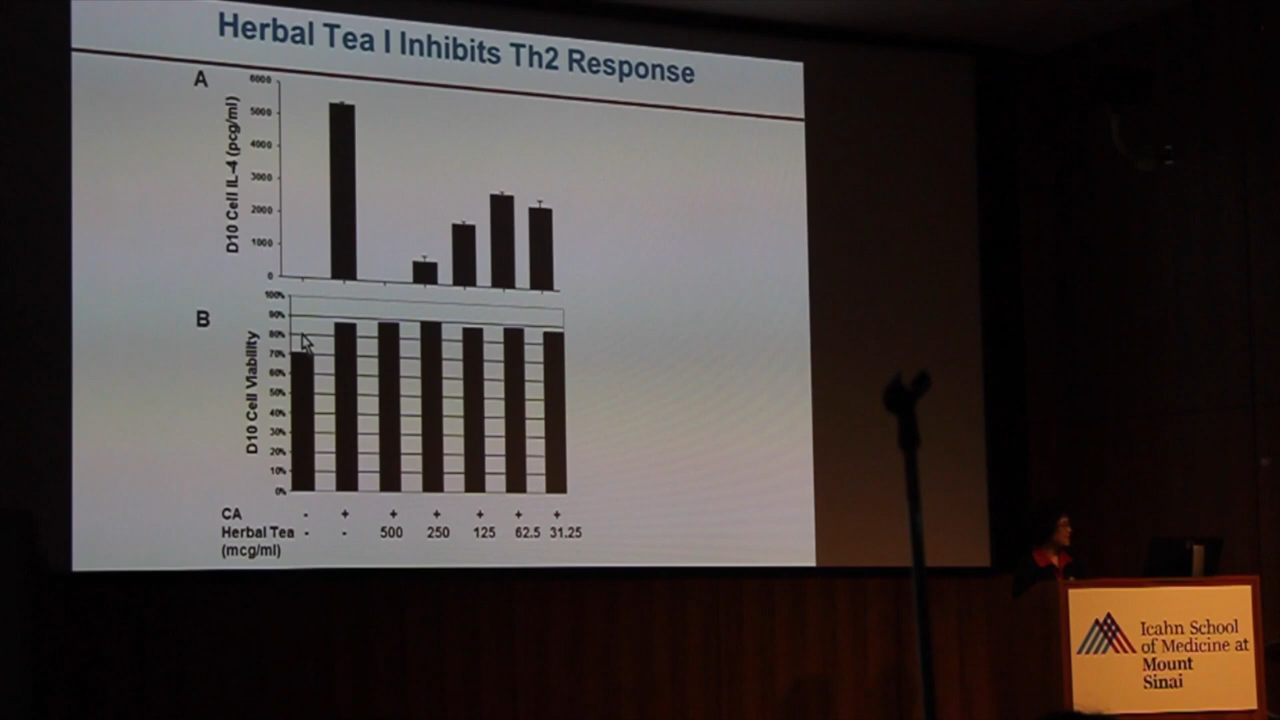 Herbal Tea I Inhibits Th2 Response
A
D10 Cell IL-4 (pcg/ml)
6000
5000
4000
3000
2000
1000
0
B
D10 Cell Viability
100%
90%
80%
70%
60%
50%
40%
30%
20%
10%
0%
CA - + + + + + +
Herbal Tea - - 500 250 125 62.5 31.25
(mcg/ml)
Icahn School
of Medicine at
Mount
Sinai